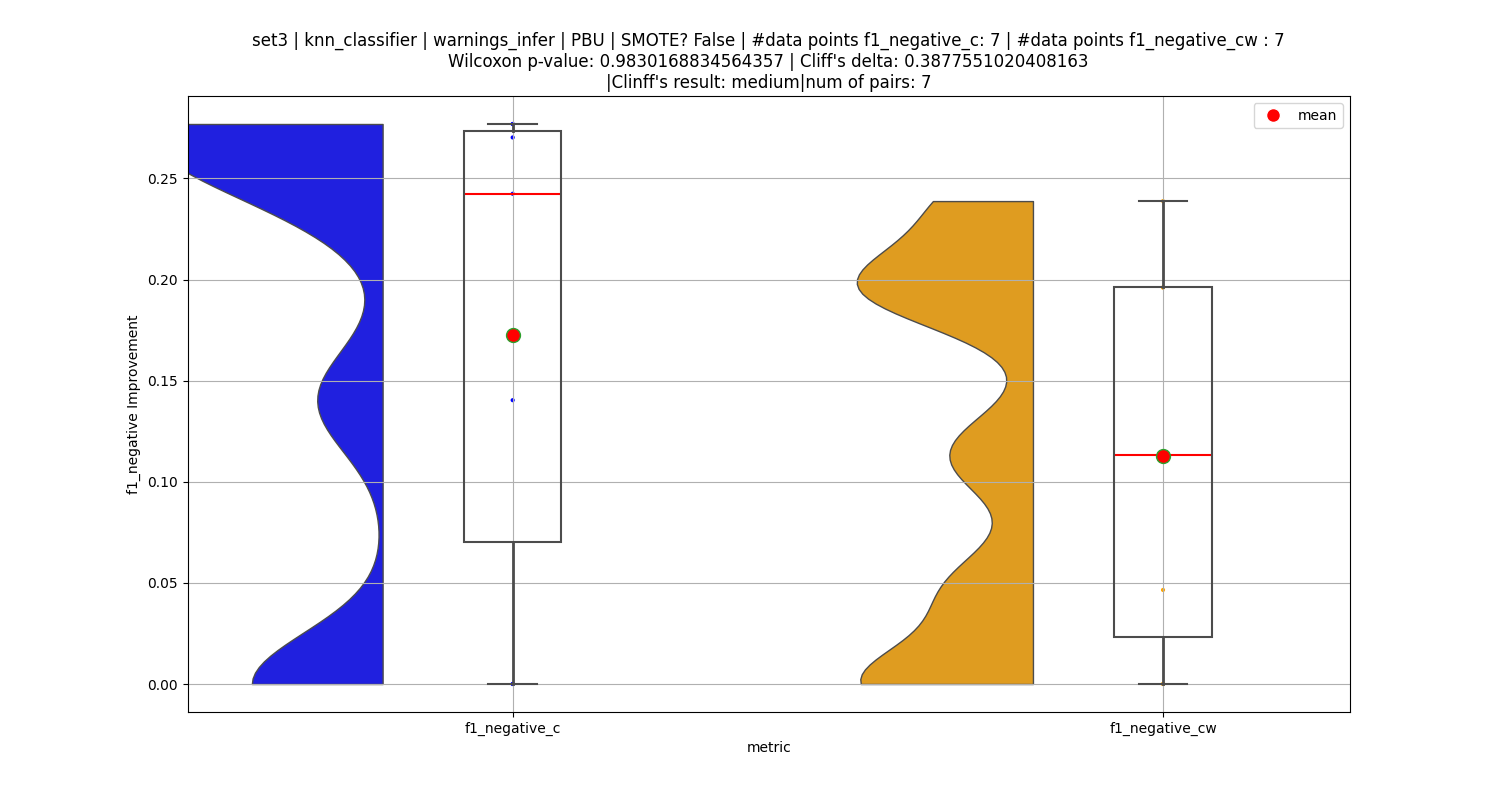 set3 | knn_classifier | warnings_infer | PBU | SMOTE? False | #data points f1_negative_c: 7 | #data points f1_negative_cw : 7
Wilcoxon p-value: 0.9830168834564357 | Cliff's delta: 0.3877551020408163
|Clinff's result: medium|num of pairs: 7
mean
0.25
0.20
0.15
0.10
0.05
0.00
f1_negative Improvement
f1_negative_c
f1_negative_cw
metric